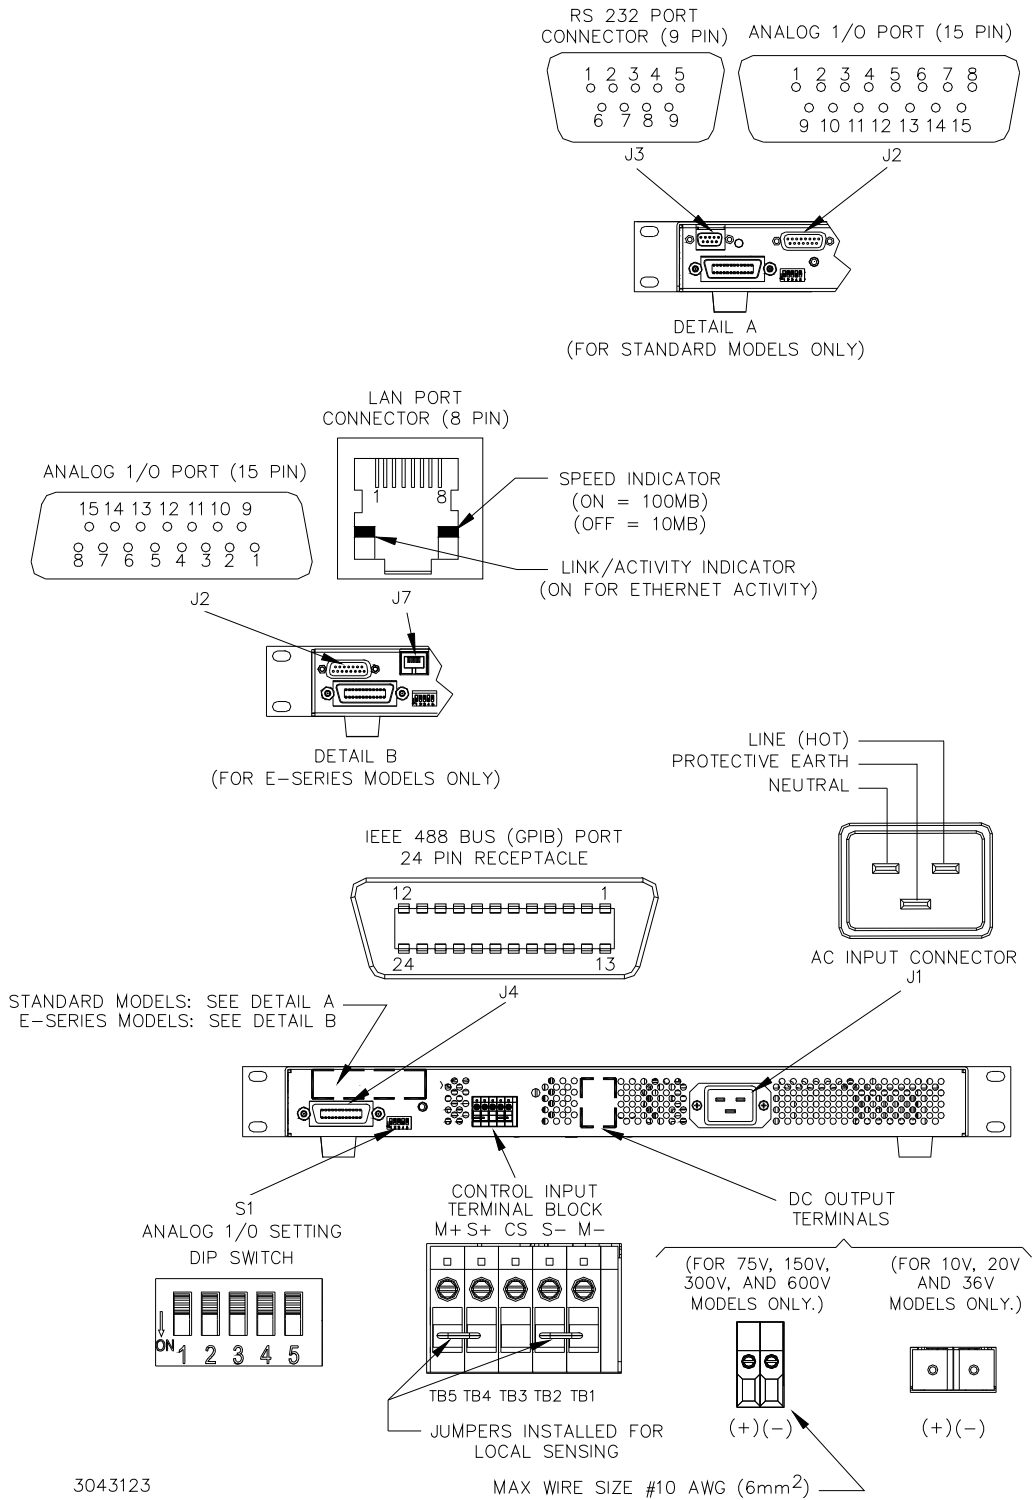 RS 232 PORT
CONNECTOR (9 PIN)
ANALOG 1/O PORT (15 PIN)
1 2 3 4 5
6 7 8 9
1 2 3 4 5 6 7 8
9 10 11 12 13 14 15
J3
J2
DETAIL A
(FOR STANDARD MODELS ONLY)
LAN PORT
CONNECTOR (8 PIN)
ANALOG 1/O PORT (15 PIN)
15 14 13 12 11 10 9
8 7 6 5 4 3 2 1
1 8
SPEED INDICATOR
(ON = 100MB)
(OFF = 10MB)
LINK/ACTIVITY INDICATOR
(ON FOR ETHERNET ACTIVITY)
J2
J7
DETAIL B
(FOR E-SERIES MODELS ONLY)
LINE (HOT)
PROTECTIVE EARTH
NEUTRAL
IEEE 488 BUS (GPIB) PORT
24 PIN RECEPTACLE
12 1
24 13
J4
AC INPUT CONNECTOR
J1
STANDARD MODELS: SEE DETAIL A
E-SERIES MODELS: SEE DETAIL B
S1
ANALOG 1/0 SETTING
DIP SWITCH
ON
1 2 3 4 5
CONTROL INPUT
TERMINAL BLOCK
M+ S+ CS S- M-
TB5 TB4 TB3 TB2 TB1
JUMPERS INSTALLED FOR
LOCAL SENSING
DC OUTPUT
TERMINALS
(FOR 75V, 150V,
300V, AND 600V
MODELS ONLY.)
(FOR 10V, 20V
AND 36V
MODELS ONLY.)
(+)(-)
(+)(-)
MAX WIRE SIZE #10 AWG (6mm²)
3043123